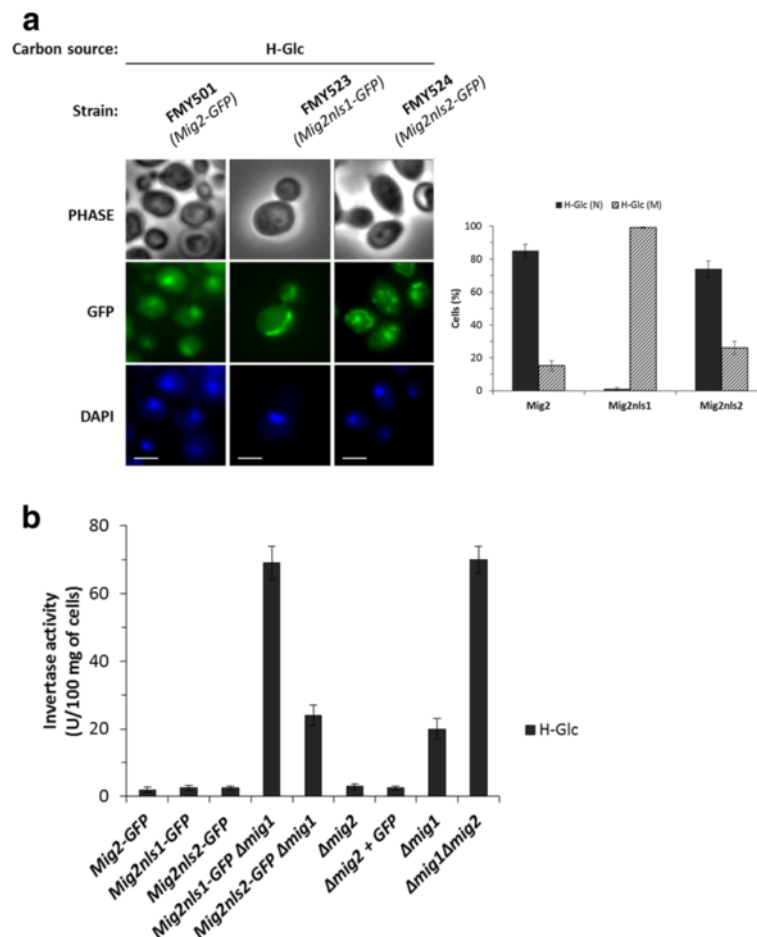 a
Carbon source:
H-Glc
Strain:
FMY501
(Mig2-GFP)
FMY523
(Mig2nls1-GFP)
FMY524
(Mig2nls2-GFP)
PHASE
GFP
DAPI
H-Glc (N)
H-Glc (M)
Cells (%)
100
80
60
40
20
0
Mig2
Mig2nls1
Mig2nls2
b
Invertase activity
(U/100 mg of cells)
80
60
40
20
0
H-Glc
Mig2-GFP
Mig2nls1-GFP
Mig2nls2-GFP
Mig2nls1-GFP Δmig1
Mig2nls2-GFP Δmig1
Δmig2
Δmig2 + GFP
Δmig1
Δmig1Δmig2